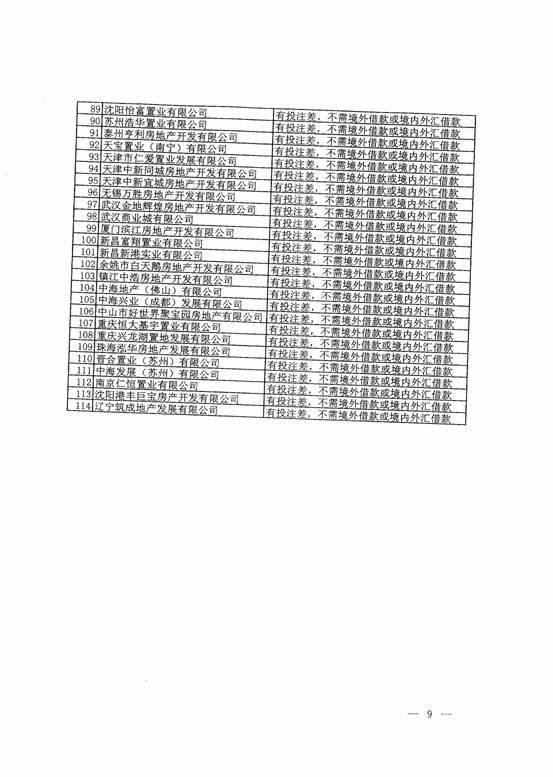 89 沈阳怡富置业有限公司 有投注差，不需境外借款或境内外汇借款
90 苏州浩华置业有限公司 有投注差，不需境外借款或境内外汇借款
91 泰州亨利房地产开发有限公司 有投注差，不需境外借款或境内外汇借款
92 天宝置业（南宁）有限公司 有投注差，不需境外借款或境内外汇借款
93 天津市仁爱置业发展有限公司 有投注差，不需境外借款或境内外汇借款
94 天津中新同城房地产开发有限公司 有投注差，不需境外借款或境内外汇借款
95 天津中新宜城房地产开发有限公司 有投注差，不需境外借款或境内外汇借款
96 无锡万胜房地产开发有限公司 有投注差，不需境外借款或境内外汇借款
97 武汉金地辉煌房地产开发有限公司 有投注差，不需境外借款或境内外汇借款
98 武汉商业城有限公司 有投注差，不需境外借款或境内外汇借款
99 厦门滨江房地产开发有限公司 有投注差，不需境外借款或境内外汇借款
100 新昌富翔置业有限公司 有投注差，不需境外借款或境内外汇借款
101 新昌新港实业有限公司 有投注差，不需境外借款或境内外汇借款
102 余姚市白天鹅房地产开发有限公司 有投注差，不需境外借款或境内外汇借款
103 镇江中浩房地产开发有限公司 有投注差，不需境外借款或境内外汇借款
104 中海地产（佛山）有限公司 有投注差，不需境外借款或境内外汇借款
105 中海兴业（成都）发展有限公司 有投注差，不需境外借款或境内外汇借款
106 中山市好世界聚宝园房地产有限公司 有投注差，不需境外借款或境内外汇借款
107 重庆恒大基宇置业有限公司 有投注差，不需境外借款或境内外汇借款
108 重庆兴龙湖置地发展有限公司 有投注差，不需境外借款或境内外汇借款
109 珠海泓华房地产发展有限公司 有投注差，不需境外借款或境内外汇借款
110 晋合置业（苏州）有限公司 有投注差，不需境外借款或境内外汇借款
111 中海发展（苏州）有限公司 有投注差，不需境外借款或境内外汇借款
112 南京仁恒置业有限公司 有投注差，不需境外借款或境内外汇借款
113 沈阳港丰巨宝房产开发有限公司 有投注差，不需境外借款或境内外汇借款
114 辽宁筑成地产发展有限公司 有投注差，不需境外借款或境内外汇借款
— 9 —